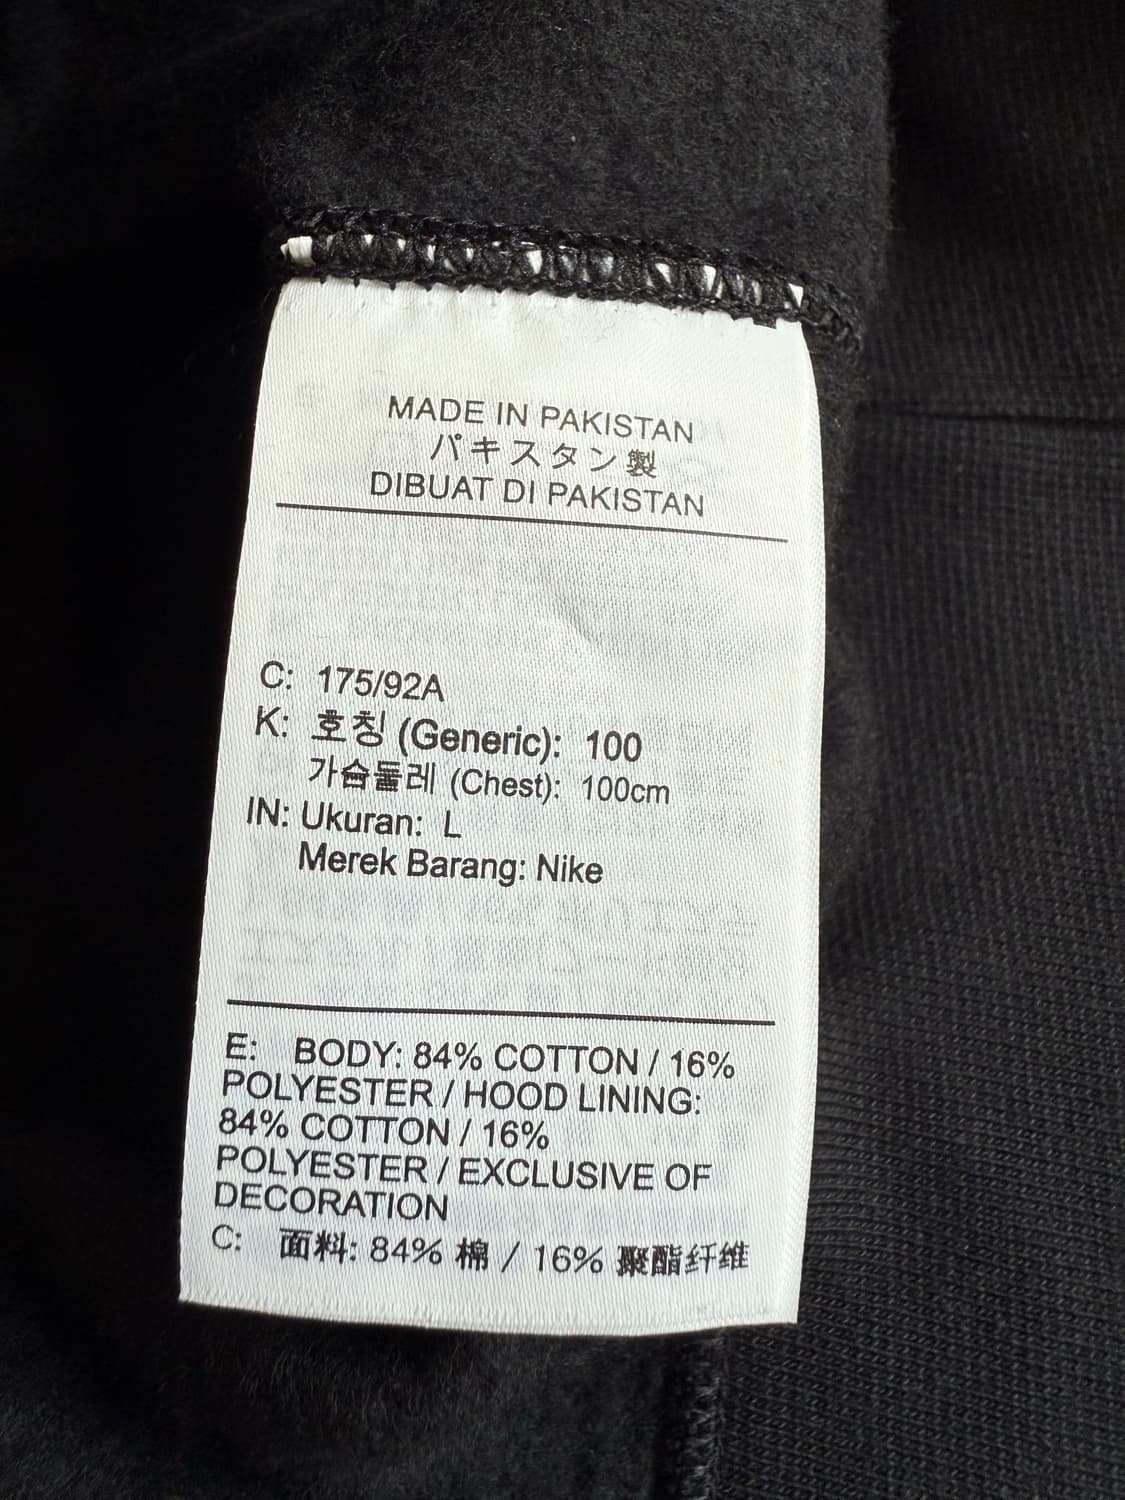 MADE IN PAKISTAN
パキスタン製
DIBUAT DI PAKISTAN
C: 175/92A
K: 호칭 (Generic): 100
가슴둘레 (Chest): 100cm
IN: Ukuran: L
Merek Barang: Nike
E: BODY: 84% COTTON / 16%
POLYESTER / HOOD LINING:
84% COTTON / 16%
POLYESTER / EXCLUSIVE OF
DECORATION
C: 面料: 84% 棉 / 16% 聚酯纤维